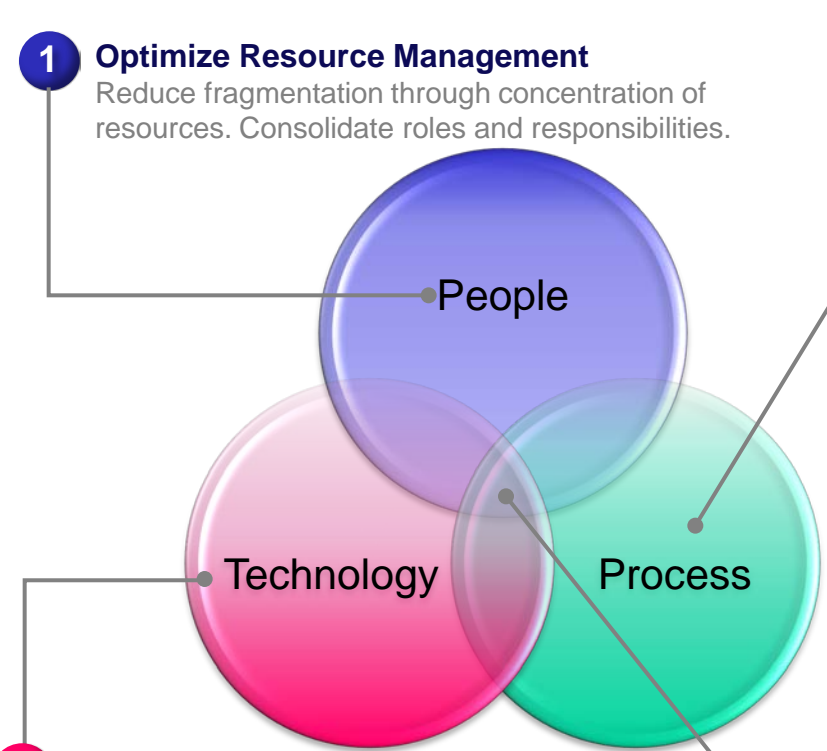 1
Optimize Resource Management
Reduce fragmentation through concentration of
resources. Consolidate roles and responsibilities.
People
Technology
Process